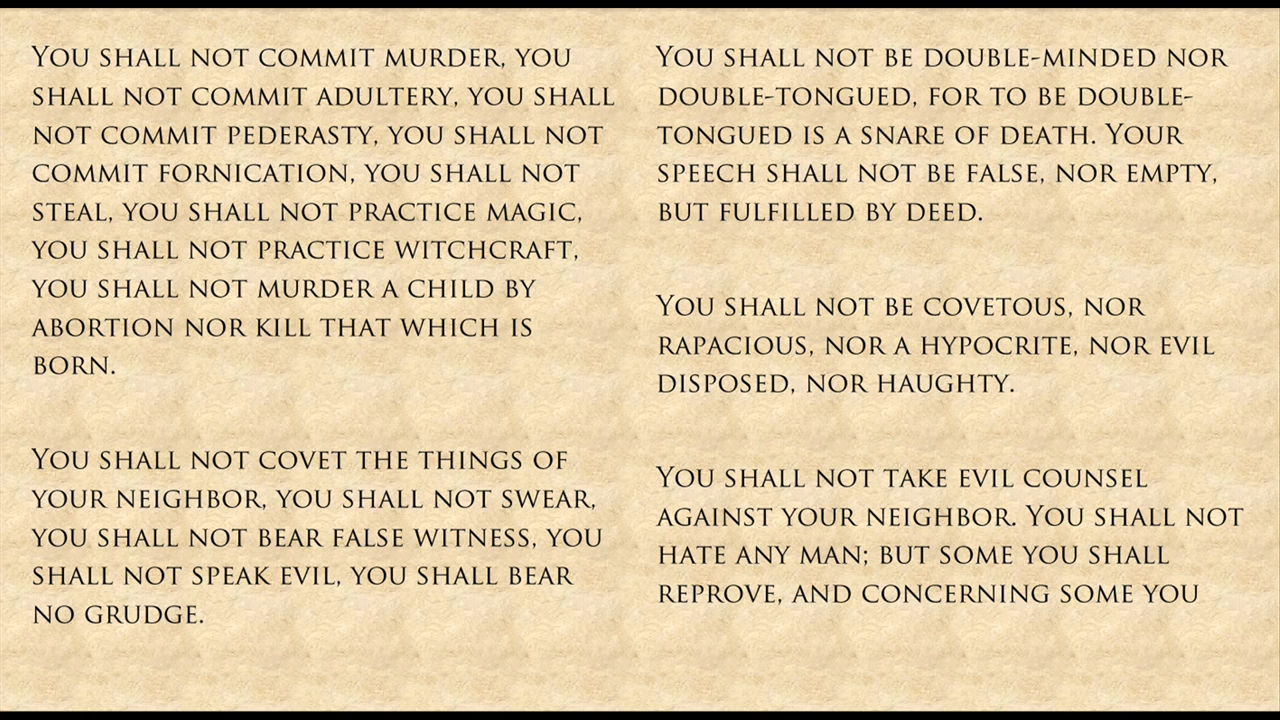 You shall not commit murder, you
shall not commit adultery, you shall
not commit pederasty, you shall not
commit fornication, you shall not
steal, you shall not practice magic,
you shall not practice witchcraft,
you shall not murder a child by
abortion nor kill that which is
born.
You shall not covet the things of
your neighbor, you shall not swear,
you shall not bear false witness, you
shall not speak evil, you shall bear
no grudge.
You shall not be double-minded nor
double-tongued, for to be double-
tongued is a snare of death. Your
speech shall not be false, nor empty,
but fulfilled by deed.
You shall not be covetous, nor
rapacious, nor a hypocrite, nor evil
disposed, nor haughty.
You shall not take evil counsel
against your neighbor. You shall not
hate any man; but some you shall
reprove, and concerning some you